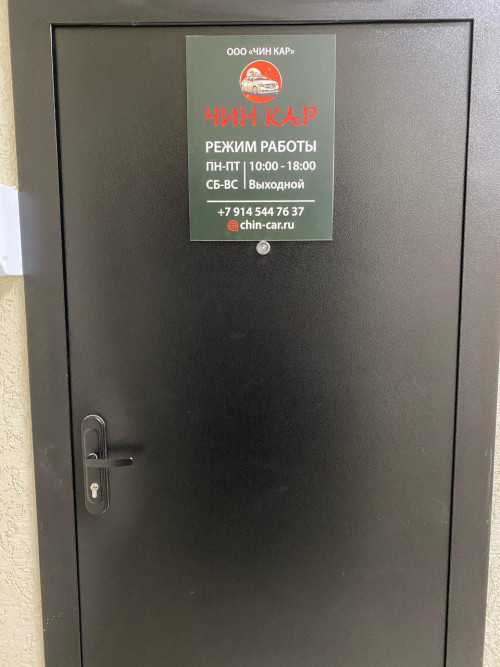 ООО «ЧИН КАР»
ЧИН КАР
РЕЖИМ РАБОТЫ
ПН-ПТ | 10:00 - 18:00
СБ-ВС | Выходной
+7 914 544 76 37
chin-car.ru